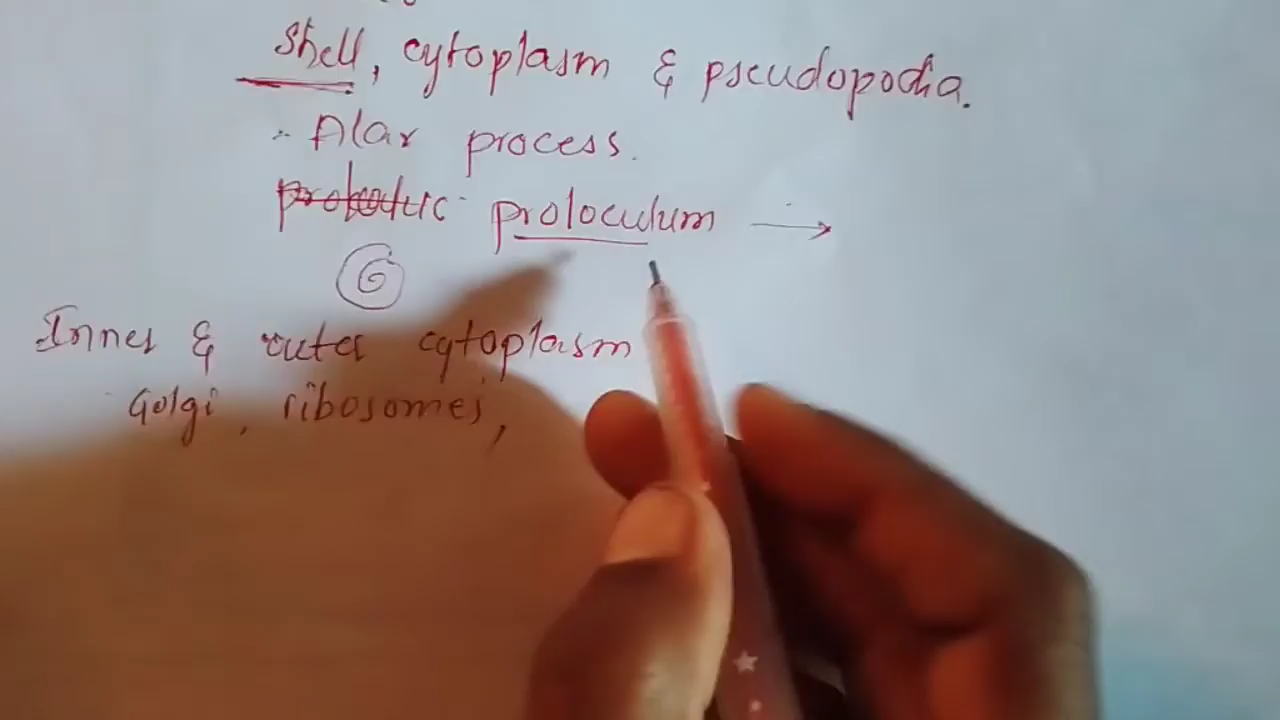 Shell, cytoplasm & pseudopodia.
Alar process.
proloculum →
Inner & outer cytoplasm
Golgi, ribosomes,